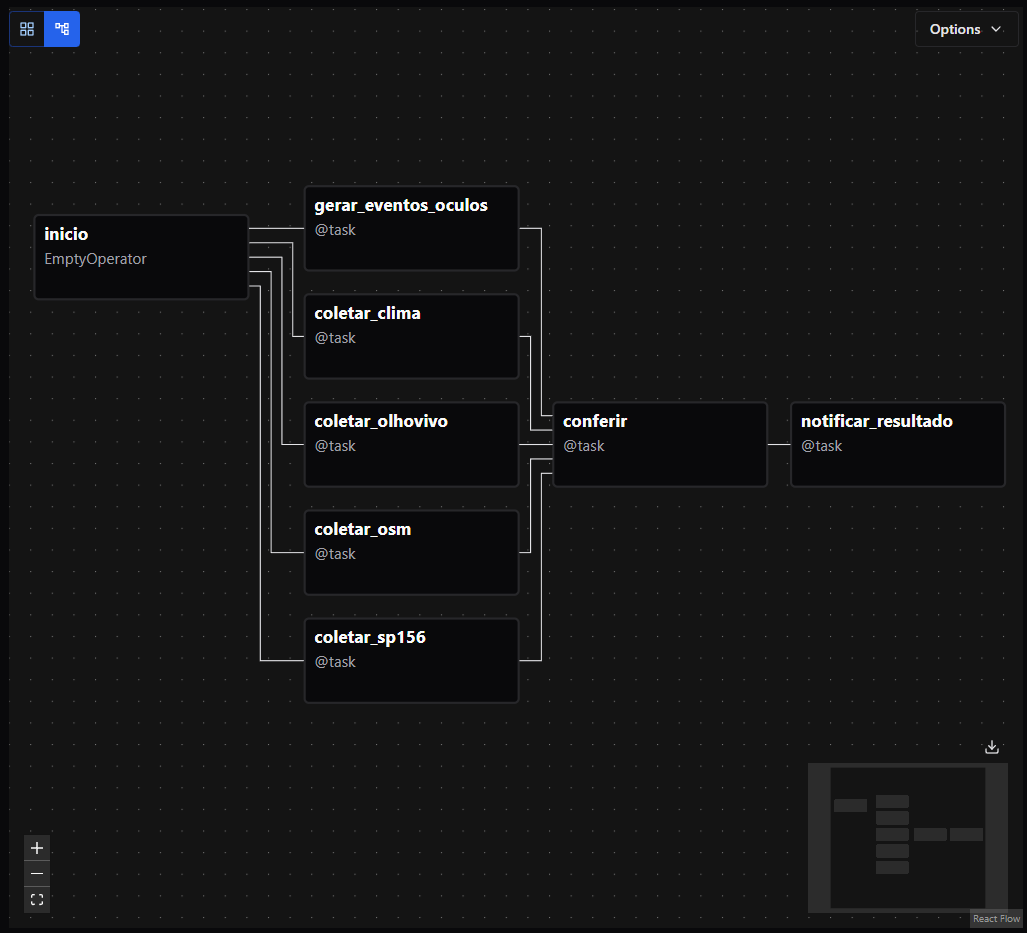 Options
inicio
EmptyOperator
gerar_eventos_oculos
@task
coletar_clima
@task
coletar_olhovivo
@task
conferir
@task
notificar_resultado
@task
coletar_osm
@task
coletar_sp156
@task
React Flow